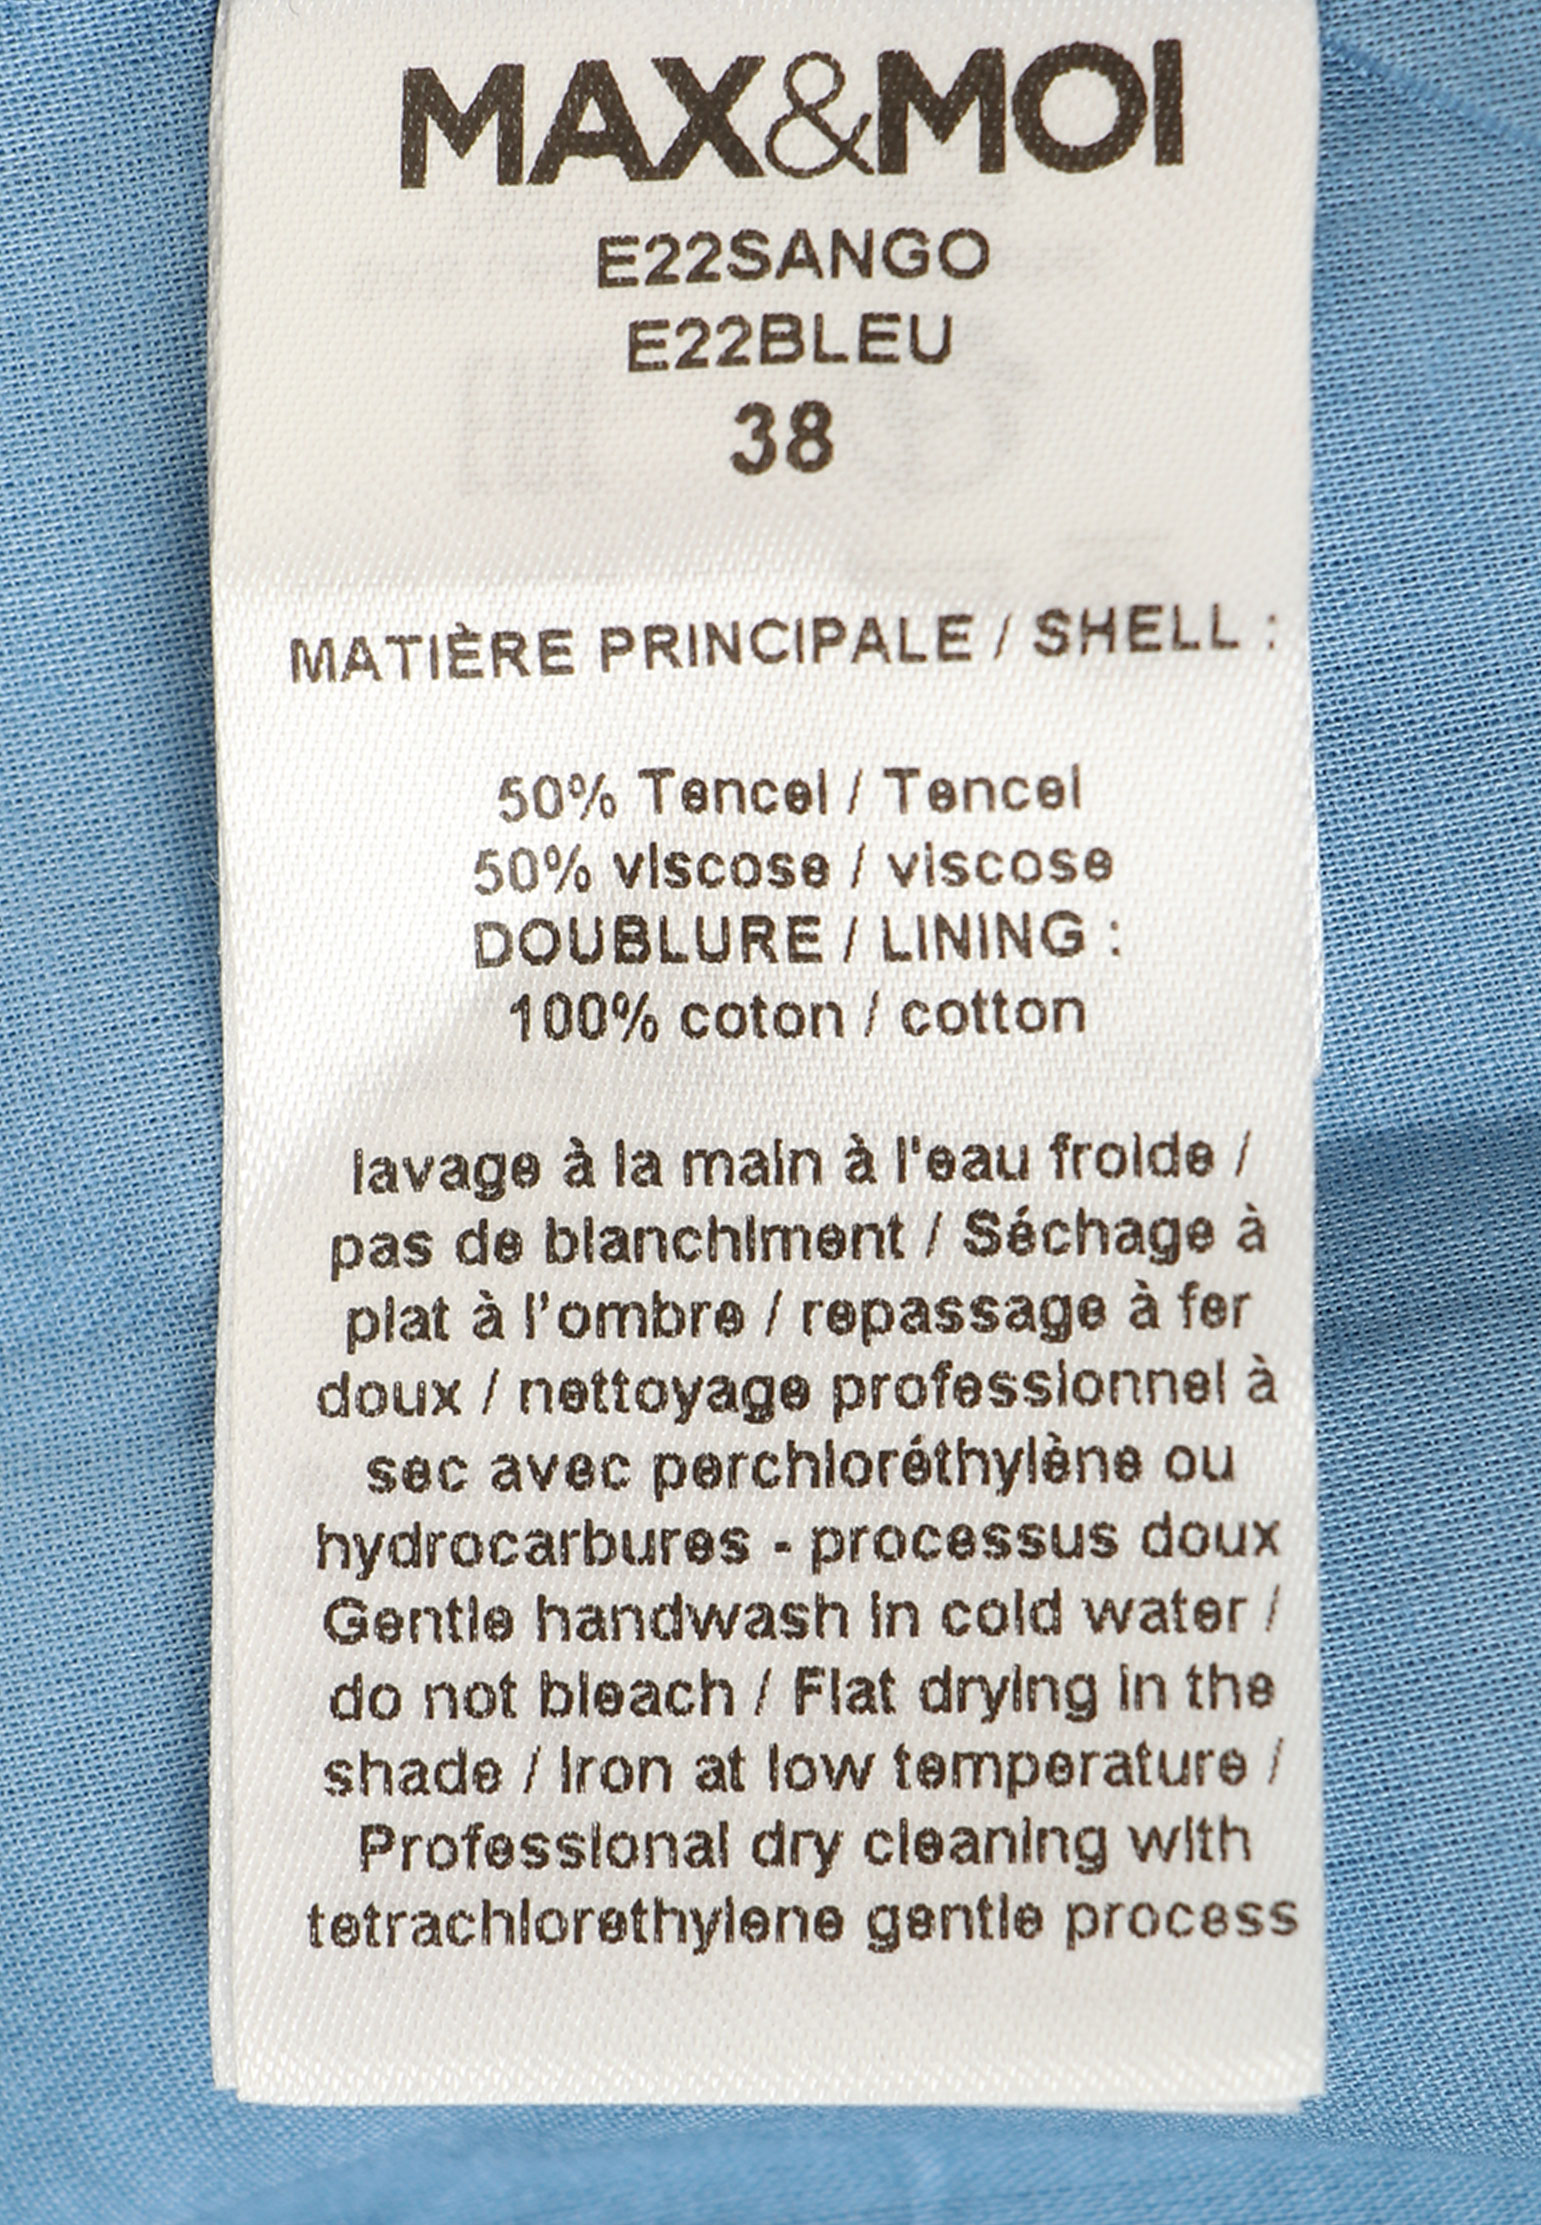 MAX&MOI
E22SANGO
E22BLEU
38
MATIÈRE PRINCIPALE / SHELL :
50% Tencel / Tencel
50% viscose / viscose
DOUBLURE / LINING :
100% coton / cotton
lavage à la main à l'eau froide /
pas de blanchiment / Séchage à
plat à l’ombre / repassage à fer
doux / nettoyage professionnel à
sec avec perchloréthylène ou
hydrocarbures - processus doux
Gentle handwash in cold water /
do not bleach / Flat drying in the
shade / Iron at low temperature /
Professional dry cleaning with
tetrachlorethylene gentle process